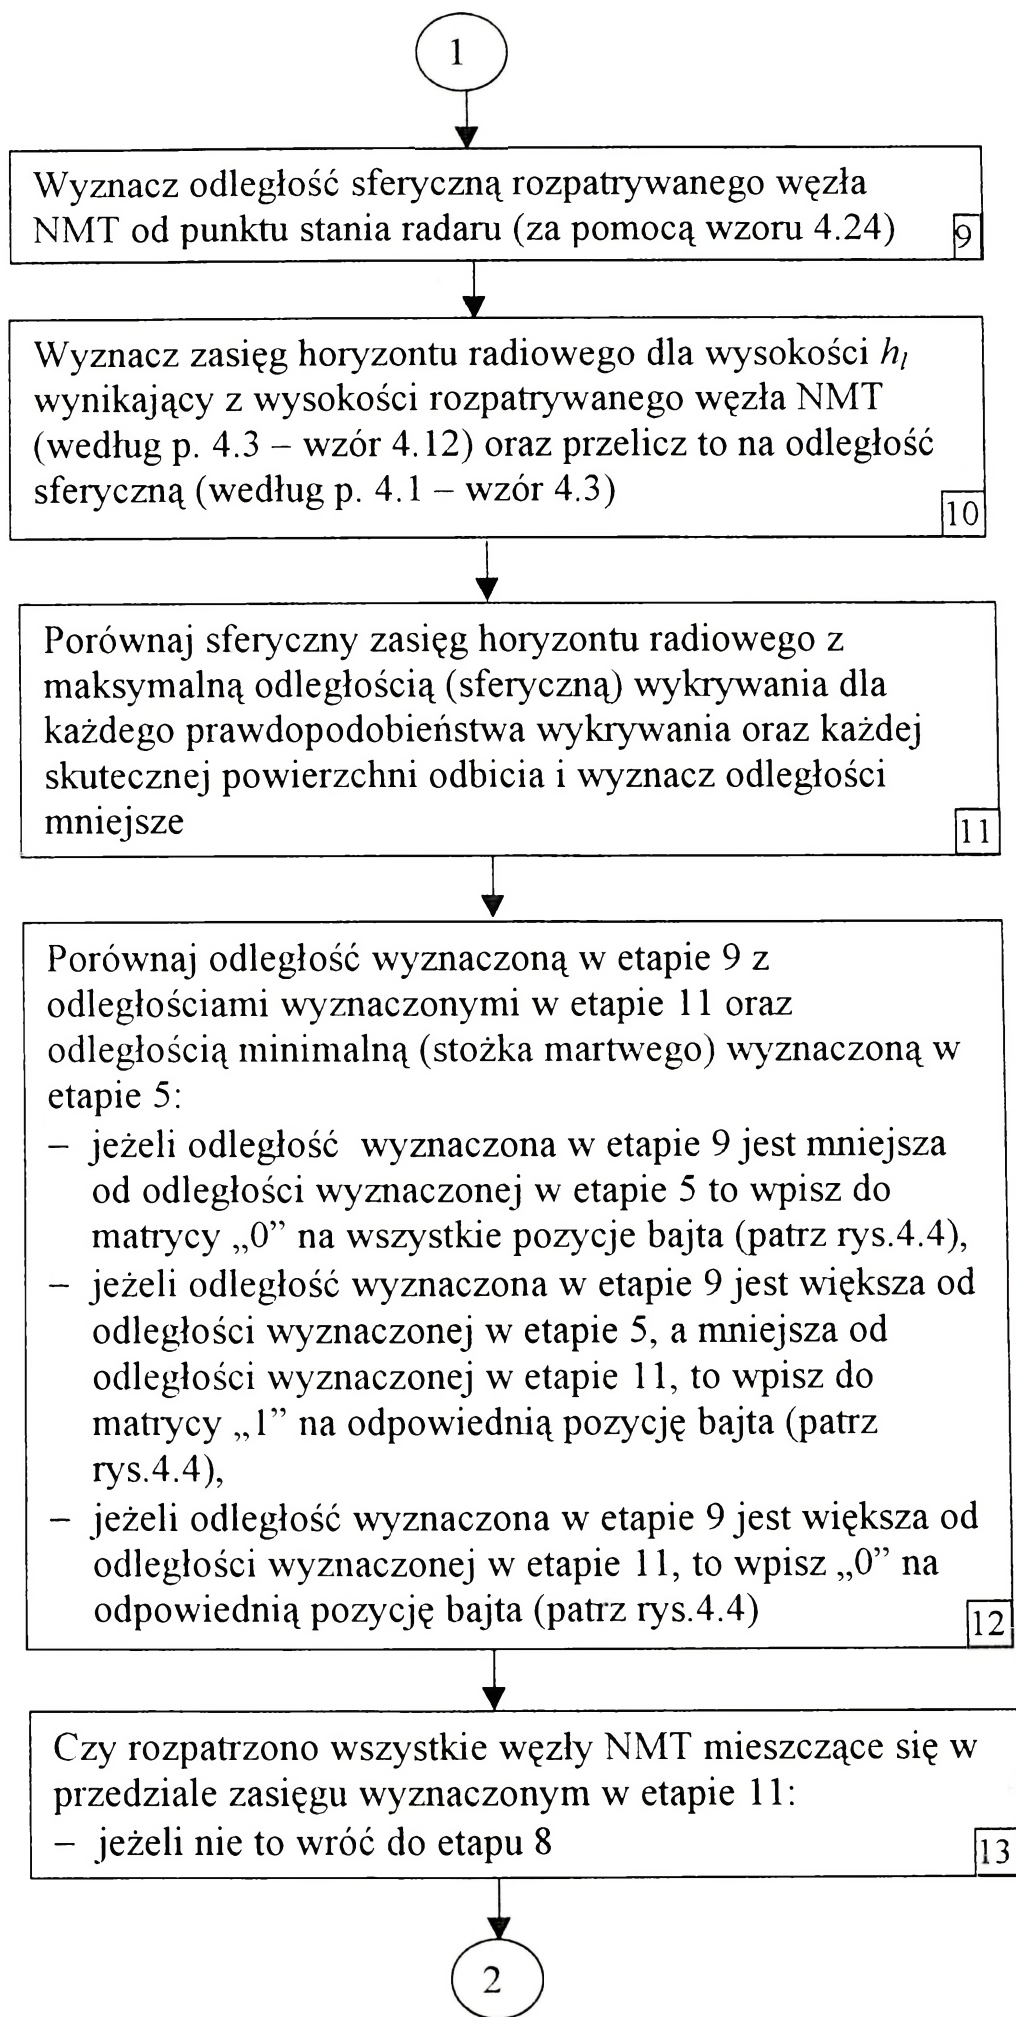 1
Wyznacz odległość sferyczną rozpatrywanego węzła
NMT od punktu stania radaru (za pomocą wzoru 4.24)
9
Wyznacz zasięg horyzontu radiowego dla wysokości hₗ
wynikający z wysokości rozpatrywanego węzła NMT
(według p. 4.3 – wzór 4.12) oraz przelicz to na odległość
sferyczną (według p. 4.1 – wzór 4.3)
10
Porównaj sferyczny zasięg horyzontu radiowego z
maksymalną odległością (sferyczną) wykrywania dla
każdego prawdopodobieństwa wykrywania oraz każdej
skutecznej powierzchni odbicia i wyznacz odległości
mniejsze
11
Porównaj odległość wyznaczoną w etapie 9 z
odległościami wyznaczonymi w etapie 11 oraz
odległością minimalną (stożka martwego) wyznaczoną w
etapie 5:
– jeżeli odległość wyznaczona w etapie 9 jest mniejsza
od odległości wyznaczonej w etapie 5 to wpisz do
matrycy „0” na wszystkie pozycje bajta (patrz rys.4.4),
– jeżeli odległość wyznaczona w etapie 9 jest większa od
odległości wyznaczonej w etapie 5, a mniejsza od
odległości wyznaczonej w etapie 11, to wpisz do
matrycy „1” na odpowiednią pozycję bajta (patrz
rys.4.4),
– jeżeli odległość wyznaczona w etapie 9 jest większa od
odległości wyznaczonej w etapie 11, to wpisz „0” na
odpowiednią pozycję bajta (patrz rys.4.4)
12
Czy rozpatrzono wszystkie węzły NMT mieszczące się w
przedziale zasięgu wyznaczonym w etapie 11:
– jeżeli nie to wróć do etapu 8
13
2